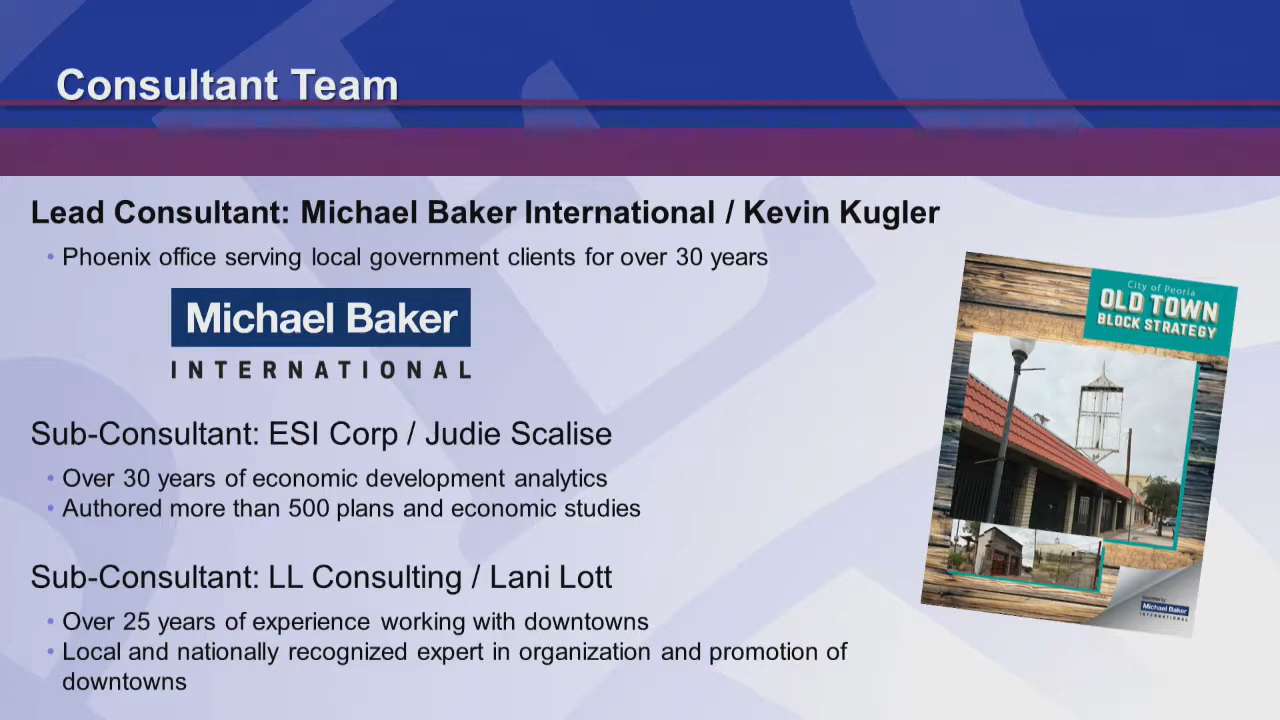 Consultant Team
Lead Consultant: Michael Baker International / Kevin Kugler
• Phoenix office serving local government clients for over 30 years
Michael Baker
INTERNATIONAL
Sub-Consultant: ESI Corp / Judie Scalise
• Over 30 years of economic development analytics
• Authored more than 500 plans and economic studies
Sub-Consultant: LL Consulting / Lani Lott
• Over 25 years of experience working with downtowns
• Local and nationally recognized expert in organization and promotion of
downtowns
City of Peoria
OLD TOWN
BLOCK STRATEGY
Michael Baker
INTERNATIONAL